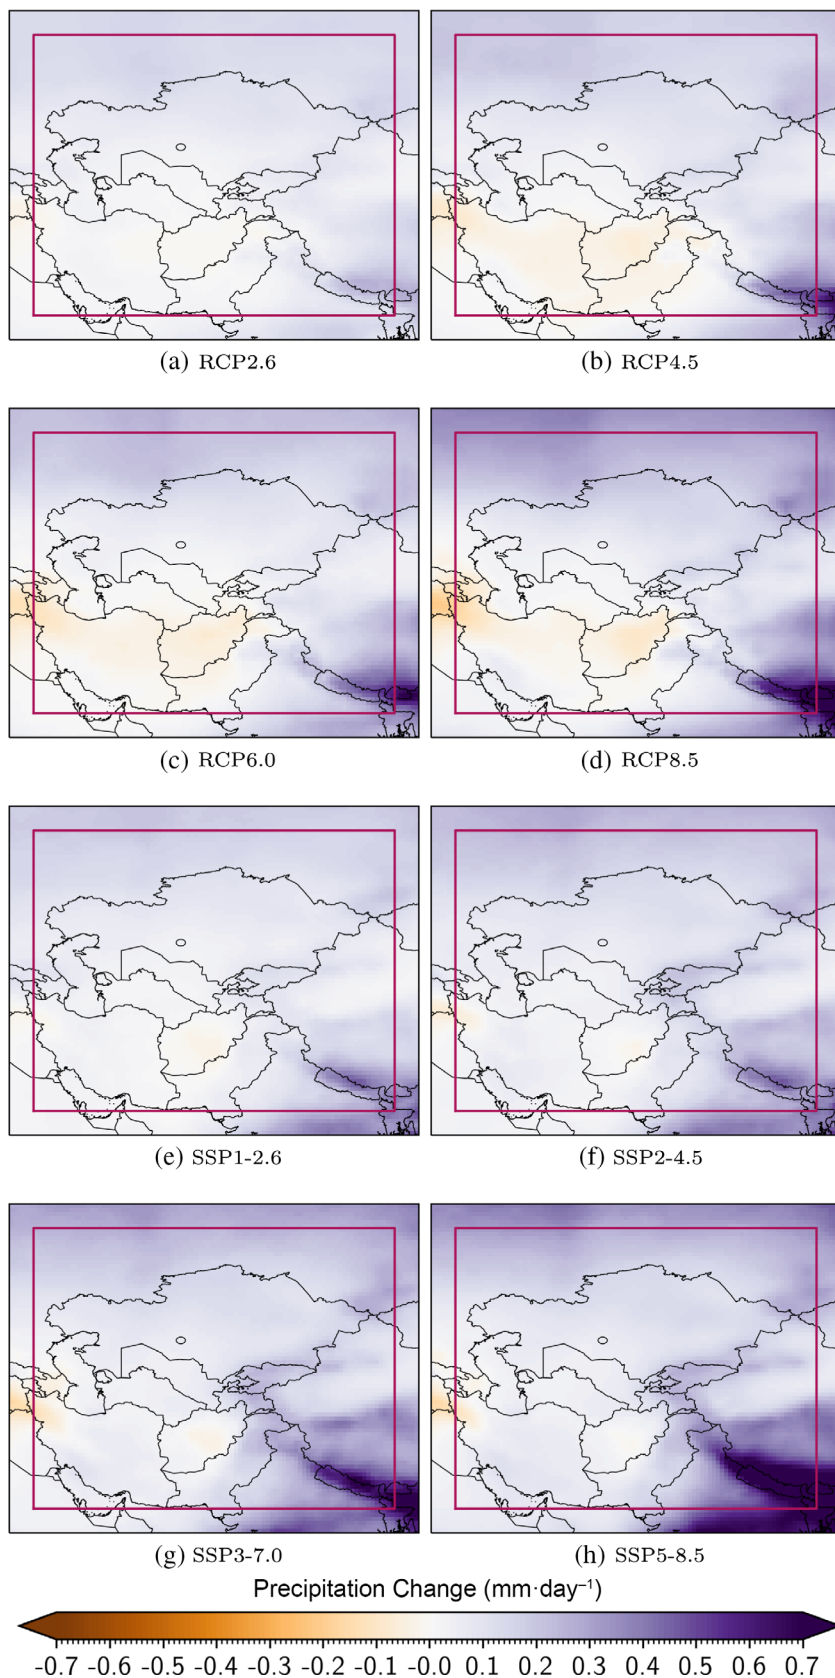 (a) RCP2.6
(b) RCP4.5
(c) RCP6.0
(d) RCP8.5
(e) SSP1-2.6
(f) SSP2-4.5
(g) SSP3-7.0
(h) SSP5-8.5
Precipitation Change (mm·day⁻¹)
-0.7 -0.6 -0.5 -0.4 -0.3 -0.2 -0.1 -0.0 0.1 0.2 0.3 0.4 0.5 0.6 0.7